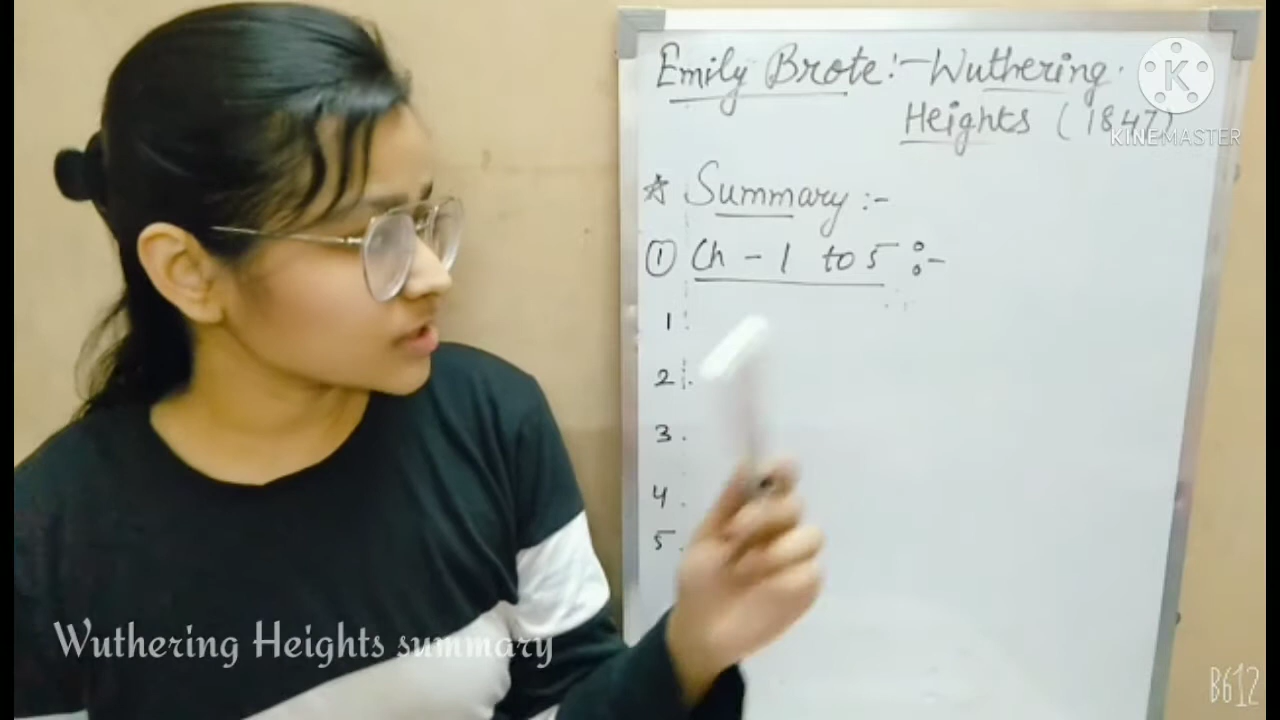 Emily Brote:- Wuthering
Heights (1847)
☆ Summary :-
① Ch - 1 to 5 :-
1.
2.
3.
4.
5.
K
KINEMASTER
Wuthering Heights summary
B612